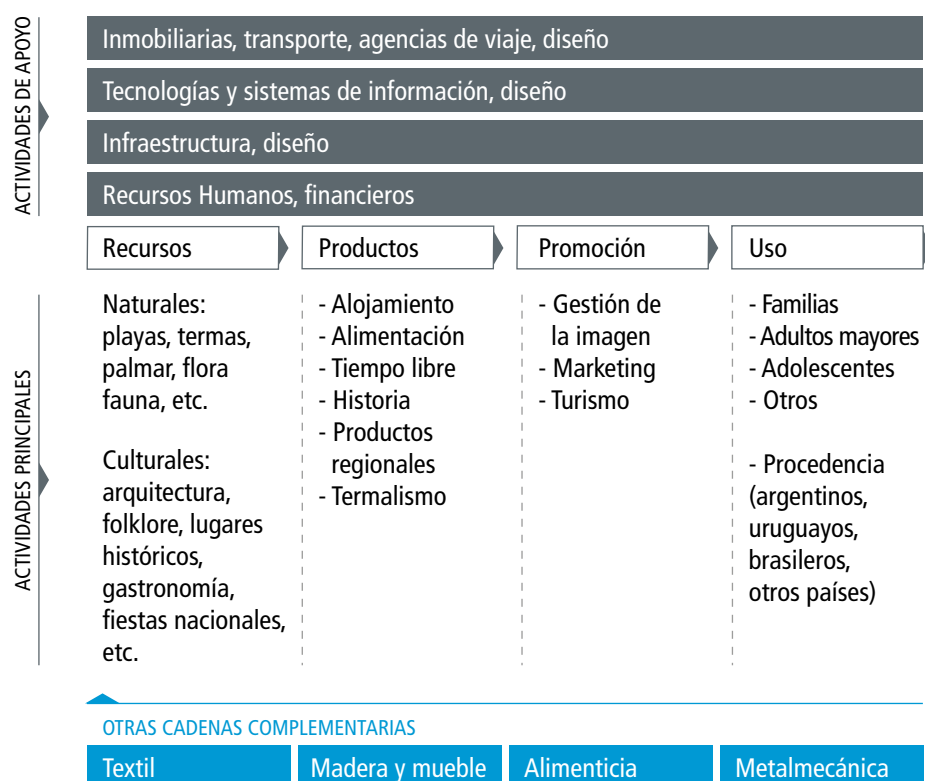 ACTIVIDADES DE APOYO
Inmobiliarias, transporte, agencias de viaje, diseño
Tecnologías y sistemas de información, diseño
Infraestructura, diseño
Recursos Humanos, financieros
Recursos
Productos
Promoción
Uso
ACTIVIDADES PRINCIPALES
Naturales:
playas, termas,
palmar, flora
fauna, etc.
Culturales:
arquitectura,
folklore, lugares
históricos,
gastronomía,
fiestas nacionales,
etc.
- Alojamiento
- Alimentación
- Tiempo libre
- Historia
- Productos
regionales
- Termalismo
- Gestión de
la imagen
- Marketing
- Turismo
- Familias
- Adultos mayores
- Adolescentes
- Otros
- Procedencia
(argentinos,
uruguayos,
brasileros,
otros países)
OTRAS CADENAS COMPLEMENTARIAS
Textil
Madera y mueble
Alimenticia
Metalmecánica